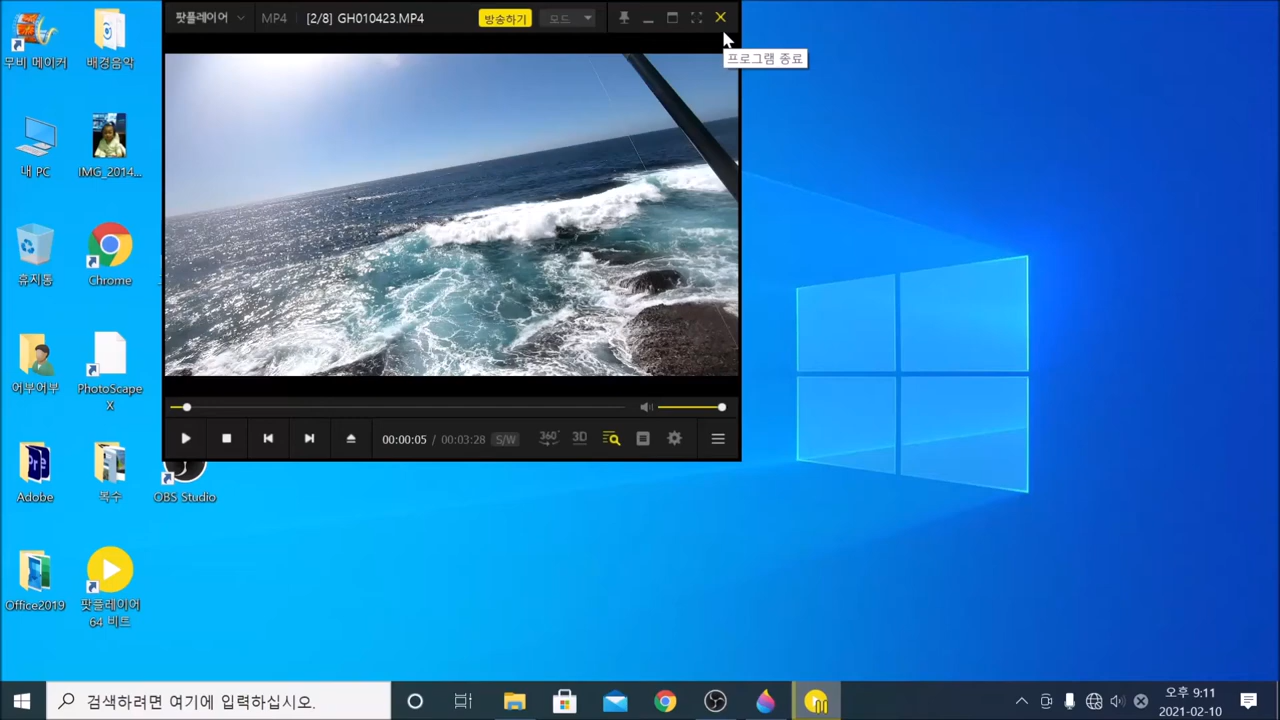 팟플레이어
MP4
[2/8] GH010423.MP4
방송하기
모드
프로그램 종료
무비 메이커
배경음악
내 PC
IMG_2014...
휴지통
Chrome
어부어부
PhotoScape
X
Adobe
복수
OBS Studio
Office2019
팟플레이어
64 비트
00:00:05 / 00:03:28
S/W
360°
3D
검색하려면 여기에 입력하십시오.
오후 9:11
2021-02-10